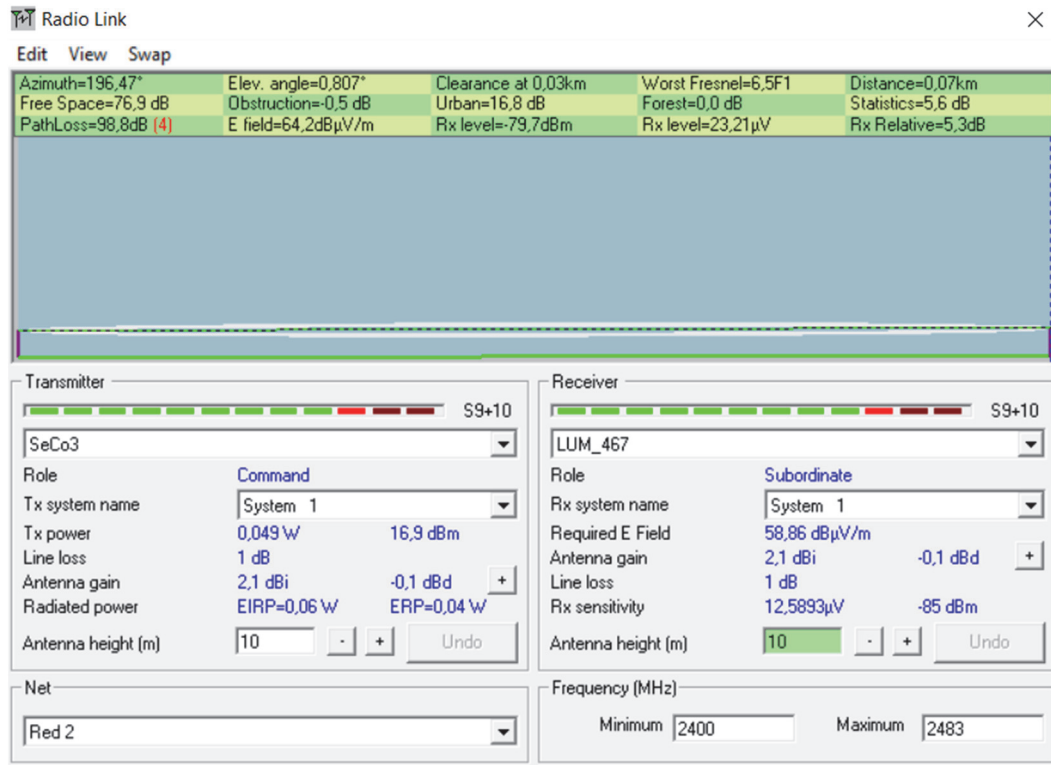 Radio Link
Edit View Swap
Azimuth=196,47° Elev. angle=0,807° Clearance at 0,03km Worst Fresnel=6,5F1 Distance=0,07km
Free Space=76,9 dB Obstruction=-0,5 dB Urban=16,8 dB Forest=0,0 dB Statistics=5,6 dB
PathLoss=98,8dB (4) E field=64,2dBµV/m Rx level=-79,7dBm Rx level=23,21µV Rx Relative=5,3dB
Transmitter
S9+10
SeCo3
Role Command
Tx system name System 1
Tx power 0,049 W 16,9 dBm
Line loss 1 dB
Antenna gain 2,1 dBi -0,1 dBd +
Radiated power EIRP=0,06 W ERP=0,04 W
Antenna height (m) 10 - + Undo
Receiver
S9+10
LUM_467
Role Subordinate
Rx system name System 1
Required E Field 58,86 dBµV/m
Antenna gain 2,1 dBi -0,1 dBd +
Line loss 1 dB
Rx sensitivity 12,5893µV -85 dBm
Antenna height (m) 10 - + Undo
Net
Red 2
Frequency (MHz)
Minimum 2400 Maximum 2483